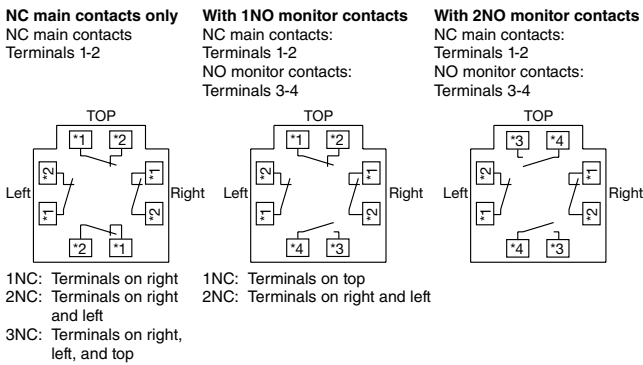 NC main contacts only
NC main contacts
Terminals 1-2
With 1NO monitor contacts
NC main contacts:
Terminals 1-2
NO monitor contacts:
Terminals 3-4
With 2NO monitor contacts
NC main contacts:
Terminals 1-2
NO monitor contacts:
Terminals 3-4
TOP
*1 *2
*2 *1
Left Right
*1 *2
*2 *1
TOP
*1 *2
*2 *1
Left Right
*1 *2
*4 *3
TOP
*3 *4
*2 *1
Left Right
*1 *2
*4 *3
1NC: Terminals on right
2NC: Terminals on right
and left
3NC: Terminals on right,
left, and top
1NC: Terminals on top
2NC: Terminals on right and left